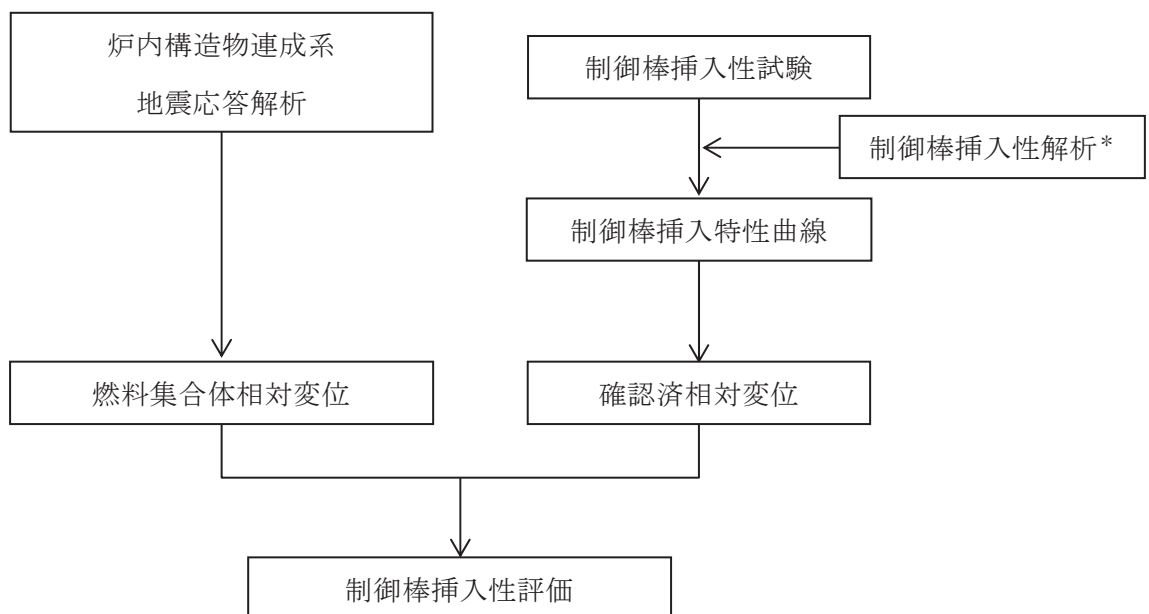 炉内構造物連成系
地震応答解析
制御棒挿入性試験
制御棒挿入性解析*
制御棒挿入特性曲線
燃料集合体相対変位
確認済相対変位
制御棒挿入性評価